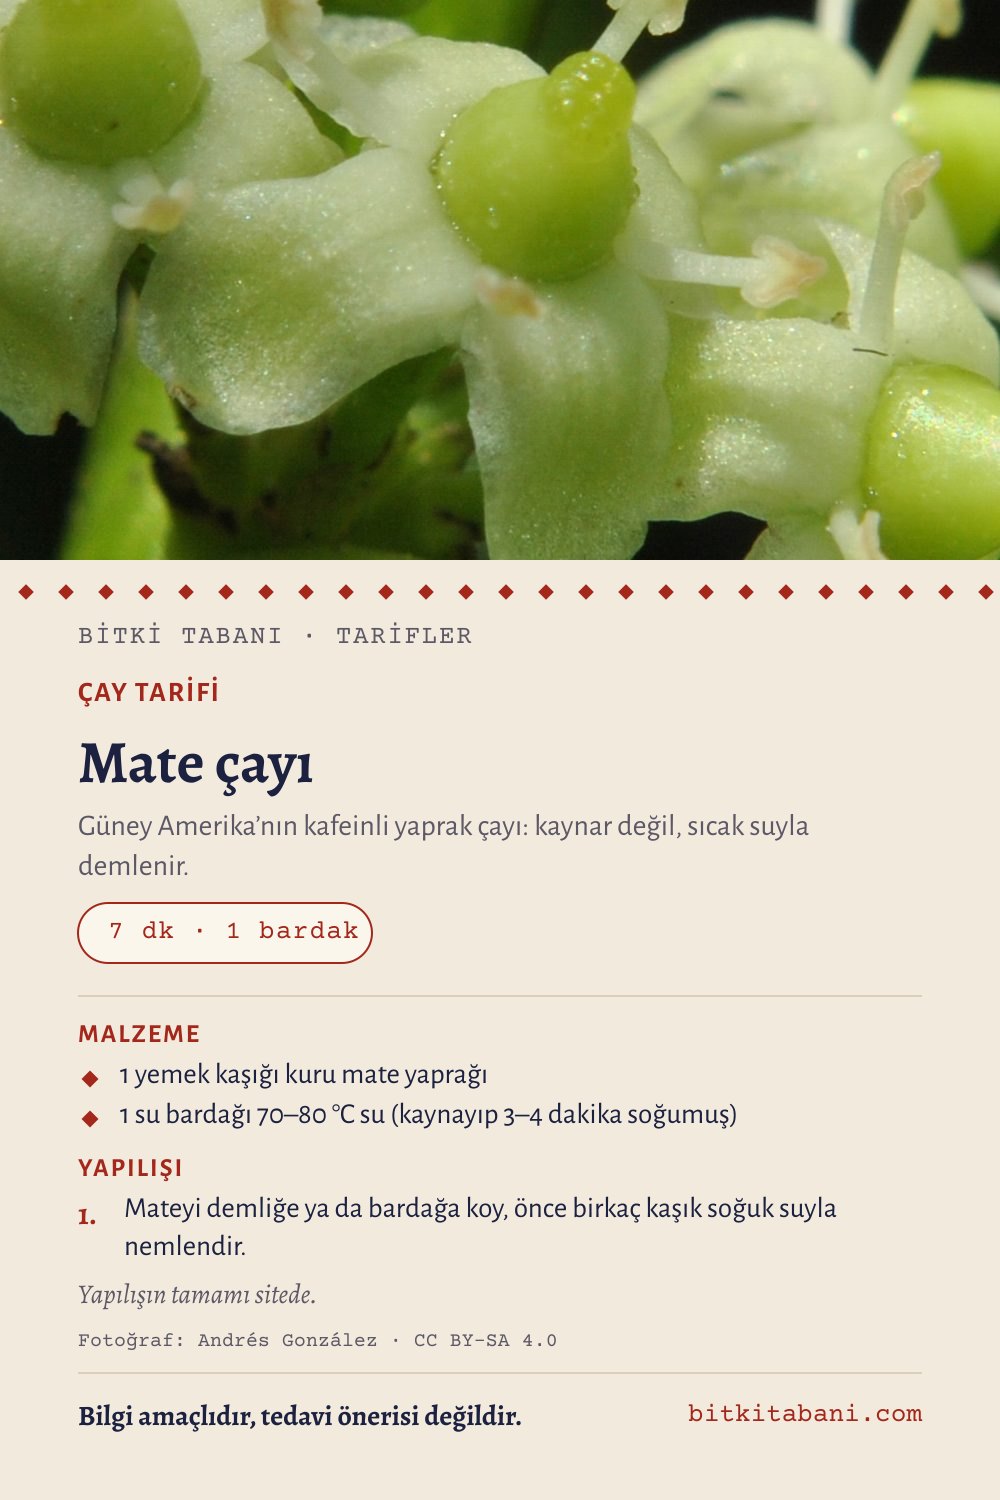 BİTKİ TABANI · TARİFLER
ÇAY TARİFİ
Mate çayı
Güney Amerika’nın kafeinli yaprak çayı: kaynar değil, sıcak suyla
demlenir.
7 dk · 1 bardak
MALZEME
◆ 1 yemek kaşığı kuru mate yaprağı
◆ 1 su bardağı 70–80 °C su (kaynayıp 3–4 dakika soğumuş)
YAPILIŞI
1. Mateyi demliğe ya da bardağa koy, önce birkaç kaşık soğuk suyla
nemlendir.
Yapılışın tamamı sitede.
Fotoğraf: Andrés González · CC BY-SA 4.0
Bilgi amaçlıdır, tedavi önerisi değildir. bitkitabani.com